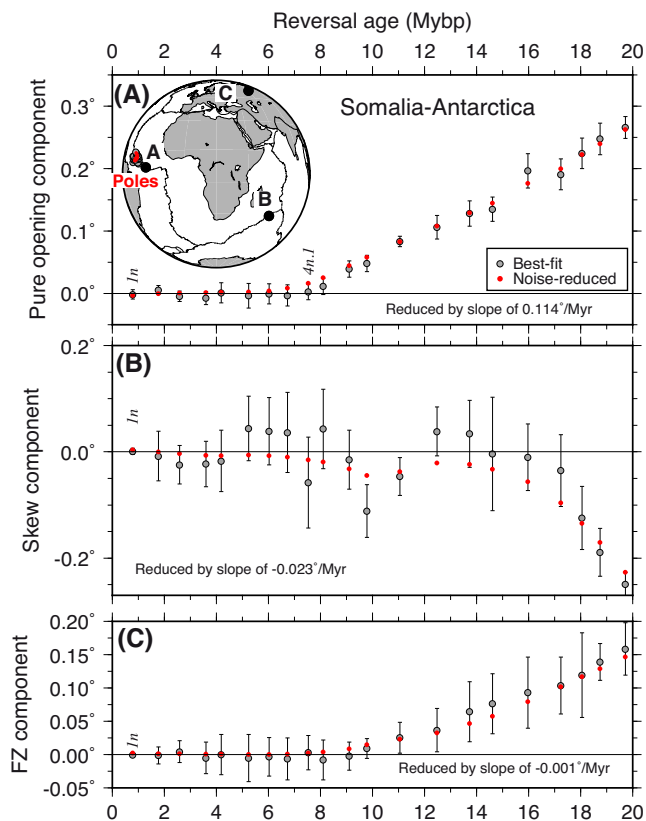 Reversal age (Mybp)
0 2 4 6 8 10 12 14 16 18 20
(A)
Somalia-Antarctica
C
A
Poles
B
Pure opening component
0.3˚
0.2˚
0.1˚
0.0˚
1n
4n.1
Best-fit
Noise-reduced
Reduced by slope of 0.114˚/Myr
(B)
Skew component
0.2˚
0.0˚
-0.2˚
1n
Reduced by slope of -0.023˚/Myr
(C)
FZ component
0.20˚
0.15˚
0.10˚
0.05˚
0.00˚
-0.05˚
1n
Reduced by slope of -0.001˚/Myr
0 2 4 6 8 10 12 14 16 18 20